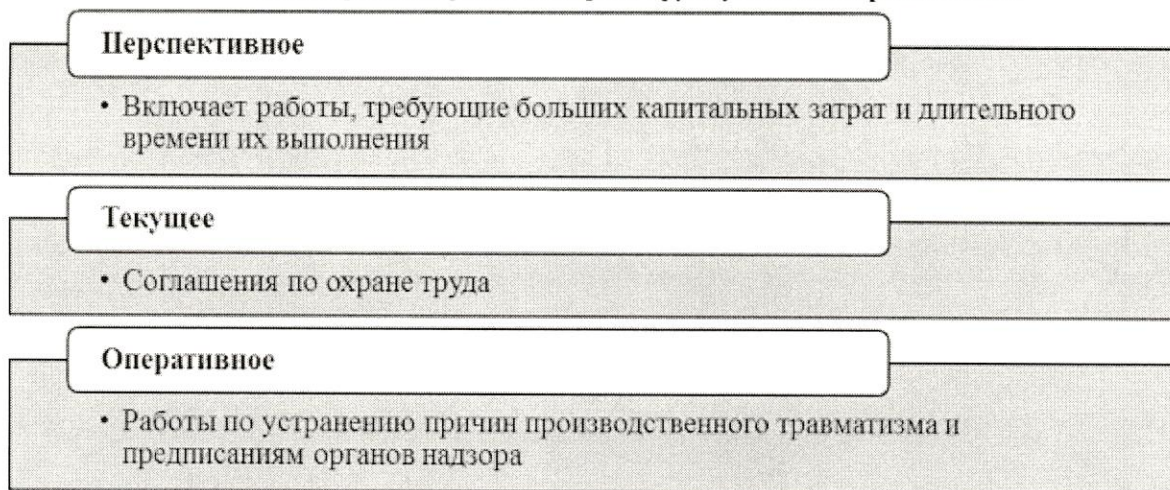 Перспективное
• Включает работы, требующие больших капитальных затрат и длительного
времени их выполнения
Текущее
• Соглашения по охране труда
Оперативное
• Работы по устранению причин производственного травматизма и
предписаниям органов надзора